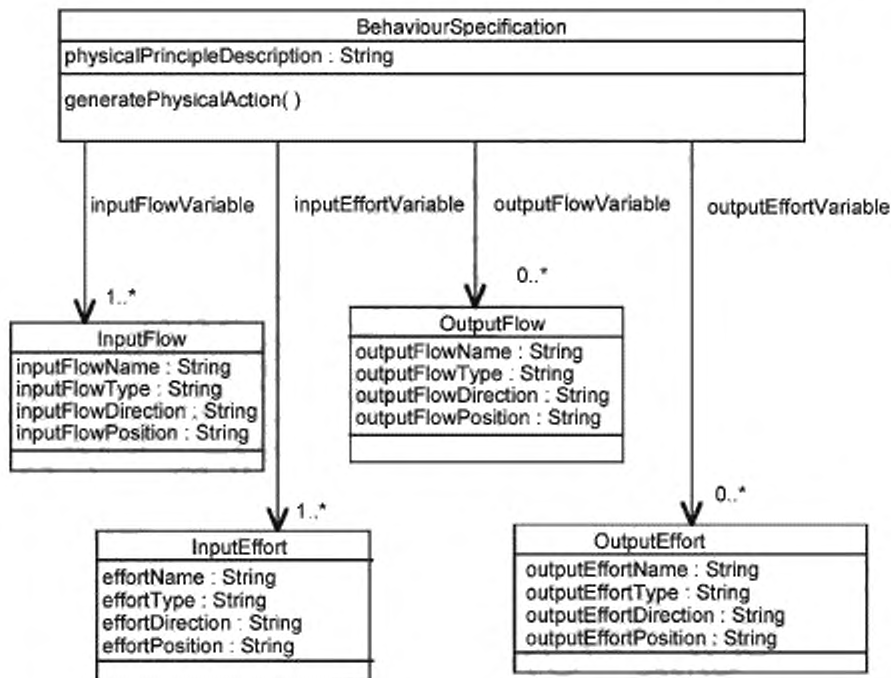 BehaviourSpecification
physicalPrincipleDescription : String
generatePhysicalAction( )
inputFlowVariable
inputEffortVariable
outputFlowVariable
outputEffortVariable
1..*
0..*
InputFlow
inputFlowName : String
inputFlowType : String
inputFlowDirection : String
inputFlowPosition : String
OutputFlow
outputFlowName : String
outputFlowType : String
outputFlowDirection : String
outputFlowPosition : String
1..*
0..*
InputEffort
effortName : String
effortType : String
effortDirection : String
effortPosition : String
OutputEffort
outputEffortName : String
outputEffortType : String
outputEffortDirection : String
outputEffortPosition : String